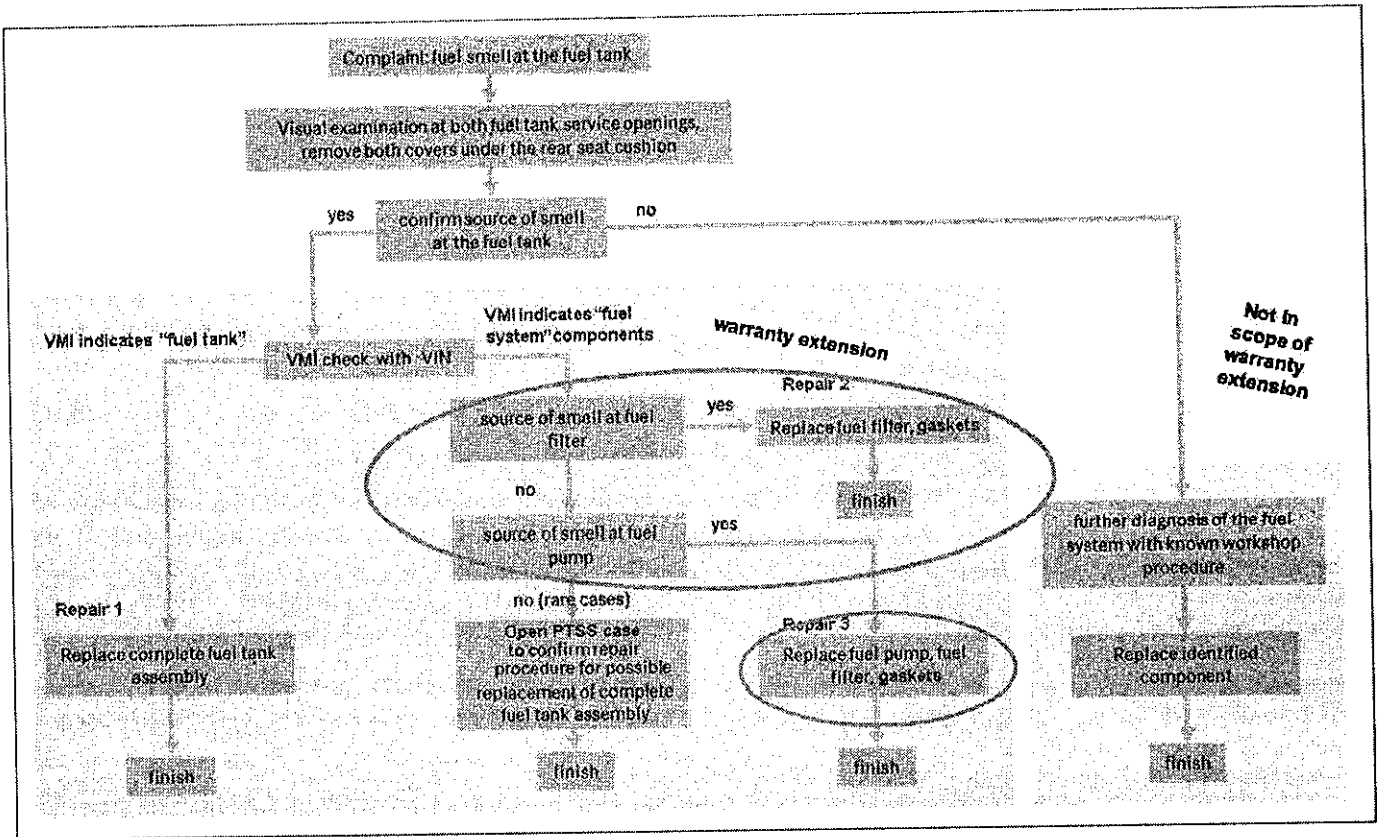 Complaint: fuel smell at the fuel tank
Visual examination at both fuel tank service openings,
remove both covers under the rear seat cushion
yes
confirm source of smell
at the fuel tank
no
VMI indicates "fuel tank"
VMI check with VIN
VMI indicates "fuel
system" components
warranty extension
Not in
scope of
warranty
extension
source of smell at fuel
filter
yes
Repair 2
Replace fuel filter, gaskets
finish
no
source of smell at fuel
pump
yes
further diagnosis of the fuel
system with known workshop
procedure
Repair 1
Replace complete fuel tank
assembly
finish
no (rare cases)
Open PTSS case
to confirm repair
procedure for possible
replacement of complete
fuel tank assembly
finish
Repair 3
Replace fuel pump, fuel
filter, gaskets
finish
Replace identified
component
finish